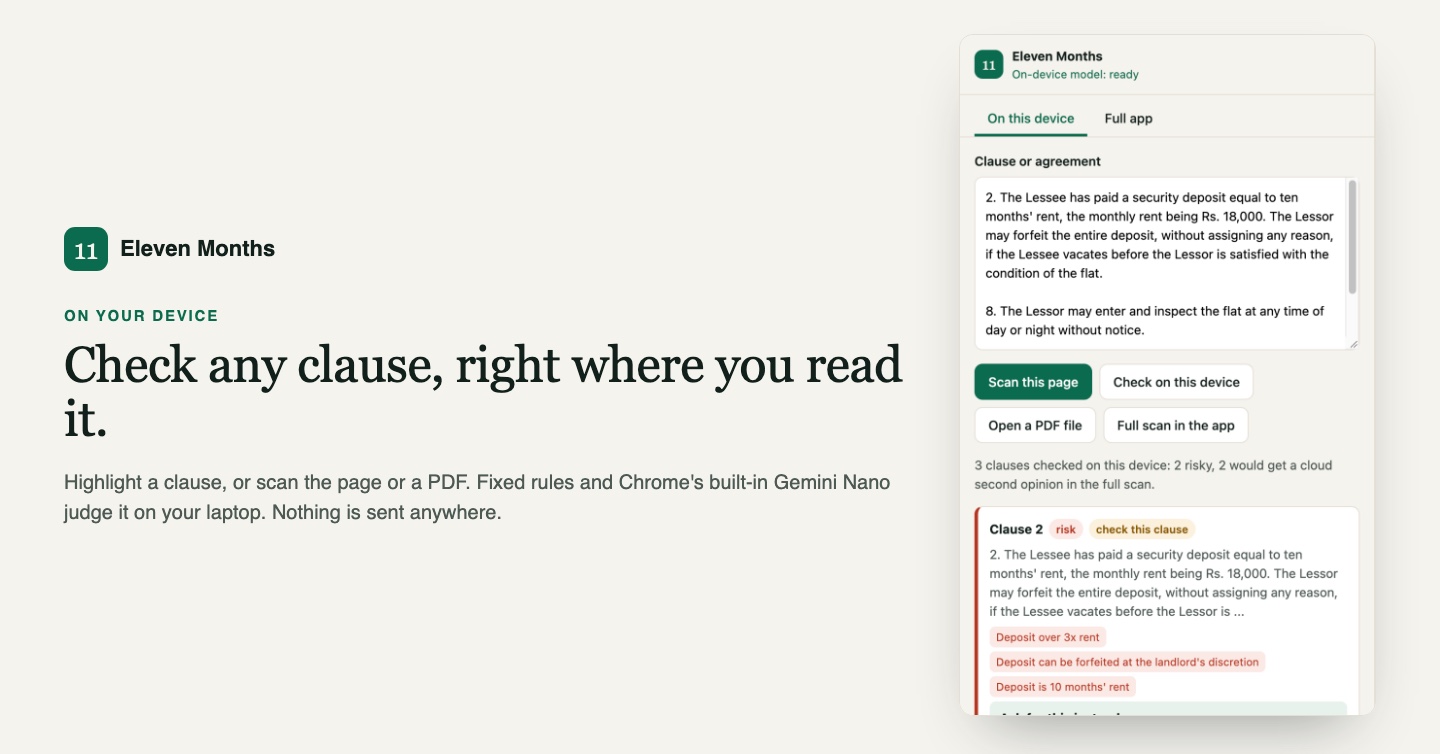 11 Eleven Months
ON YOUR DEVICE
Check any clause, right where you read
it.
Highlight a clause, or scan the page or a PDF. Fixed rules and Chrome's built-in Gemini Nano
judge it on your laptop. Nothing is sent anywhere.
11 Eleven Months
On-device model: ready
On this device Full app
Clause or agreement
2. The Lessee has paid a security deposit equal to ten
months' rent, the monthly rent being Rs. 18,000. The Lessor
may forfeit the entire deposit, without assigning any reason,
if the Lessee vacates before the Lessor is satisfied with the
condition of the flat.
8. The Lessor may enter and inspect the flat at any time of
day or night without notice.
Scan this page Check on this device
Open a PDF file Full scan in the app
3 clauses checked on this device: 2 risky, 2 would get a cloud
second opinion in the full scan.
Clause 2 risk check this clause
2. The Lessee has paid a security deposit equal to ten
months' rent, the monthly rent being Rs. 18,000. The Lessor
may forfeit the entire deposit, without assigning any reason,
if the Lessee vacates before the Lessor is ...
Deposit over 3x rent
Deposit can be forfeited at the landlord's discretion
Deposit is 10 months' rent